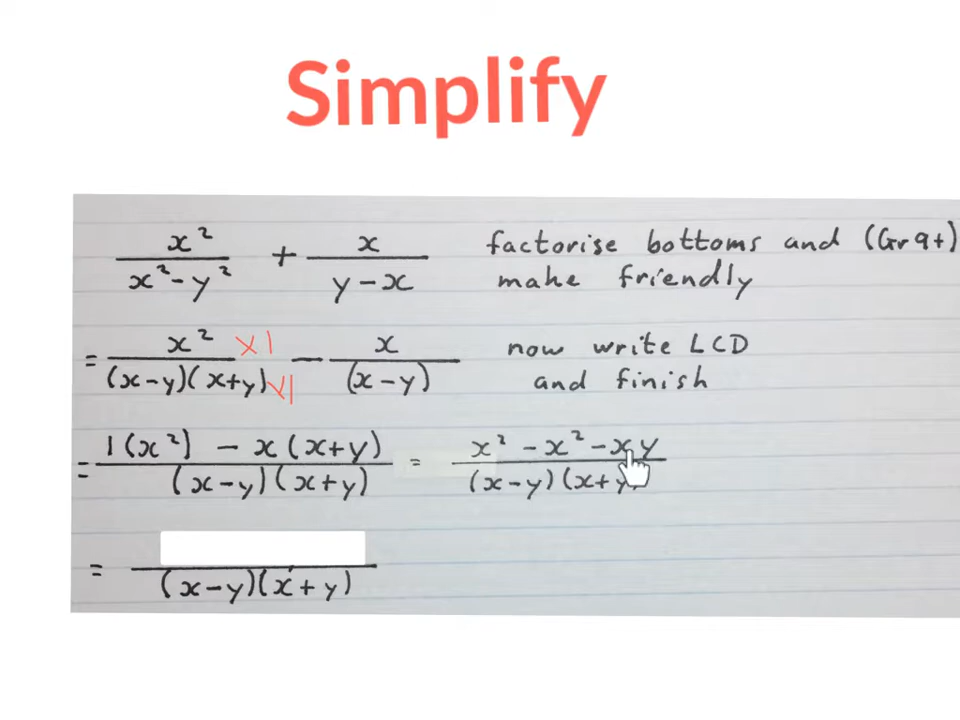 Simplify
x² / x² - y² + x / y - x factorise bottoms and (Gr9+)
make friendly
= x² ×1 / (x-y)(x+y) ×1 - x / (x-y) now write LCD
and finish
= 1(x²) - x(x+y) / (x-y)(x+y) = x² - x² - xy / (x-y)(x+y)
= / (x-y)(x+y)